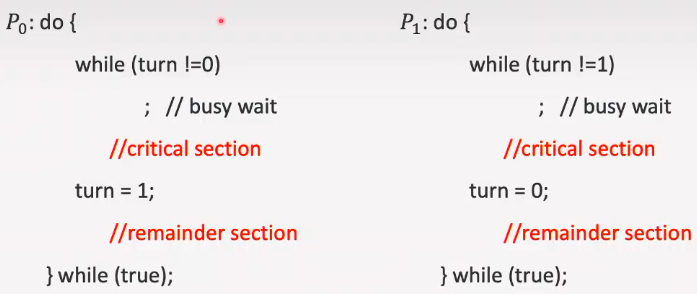 P₀: do {
while (turn !=0)
; // busy wait
//critical section
turn = 1;
//remainder section
} while (true);
P₁: do {
while (turn !=1)
; // busy wait
//critical section
turn = 0;
//remainder section
} while (true);